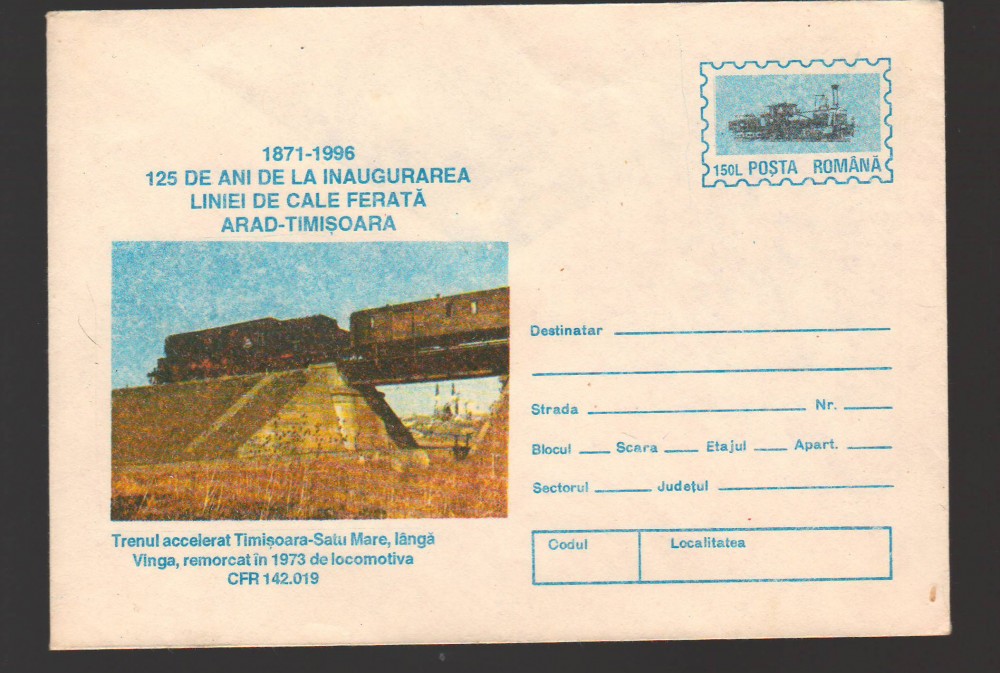 150L POȘTA ROMÂNĂ
1871-1996
125 DE ANI DE LA INAUGURAREA
LINIEI DE CALE FERATĂ
ARAD-TIMIȘOARA
Trenul accelerat Timișoara-Satu Mare, lângă
Vinga, remorcat în 1973 de locomotiva
CFR 142.019
Destinatar
Strada Nr.
Blocul Scara Etajul Apart.
Sectorul Județul
Codul Localitatea